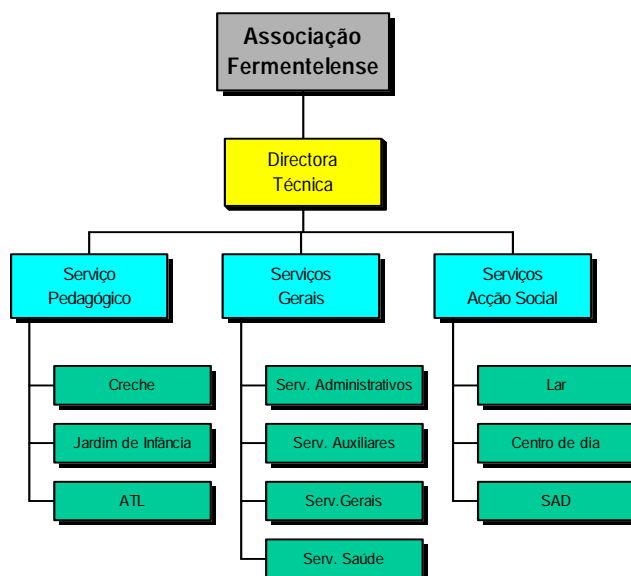 Associação
Fermentelense
Directora
Técnica
Serviço
Pedagógico
Serviços
Gerais
Serviços
Acção Social
Creche
Jardim de Infância
ATL
Serv. Administrativos
Serv. Auxiliares
Serv.Gerais
Serv. Saúde
Lar
Centro de dia
SAD